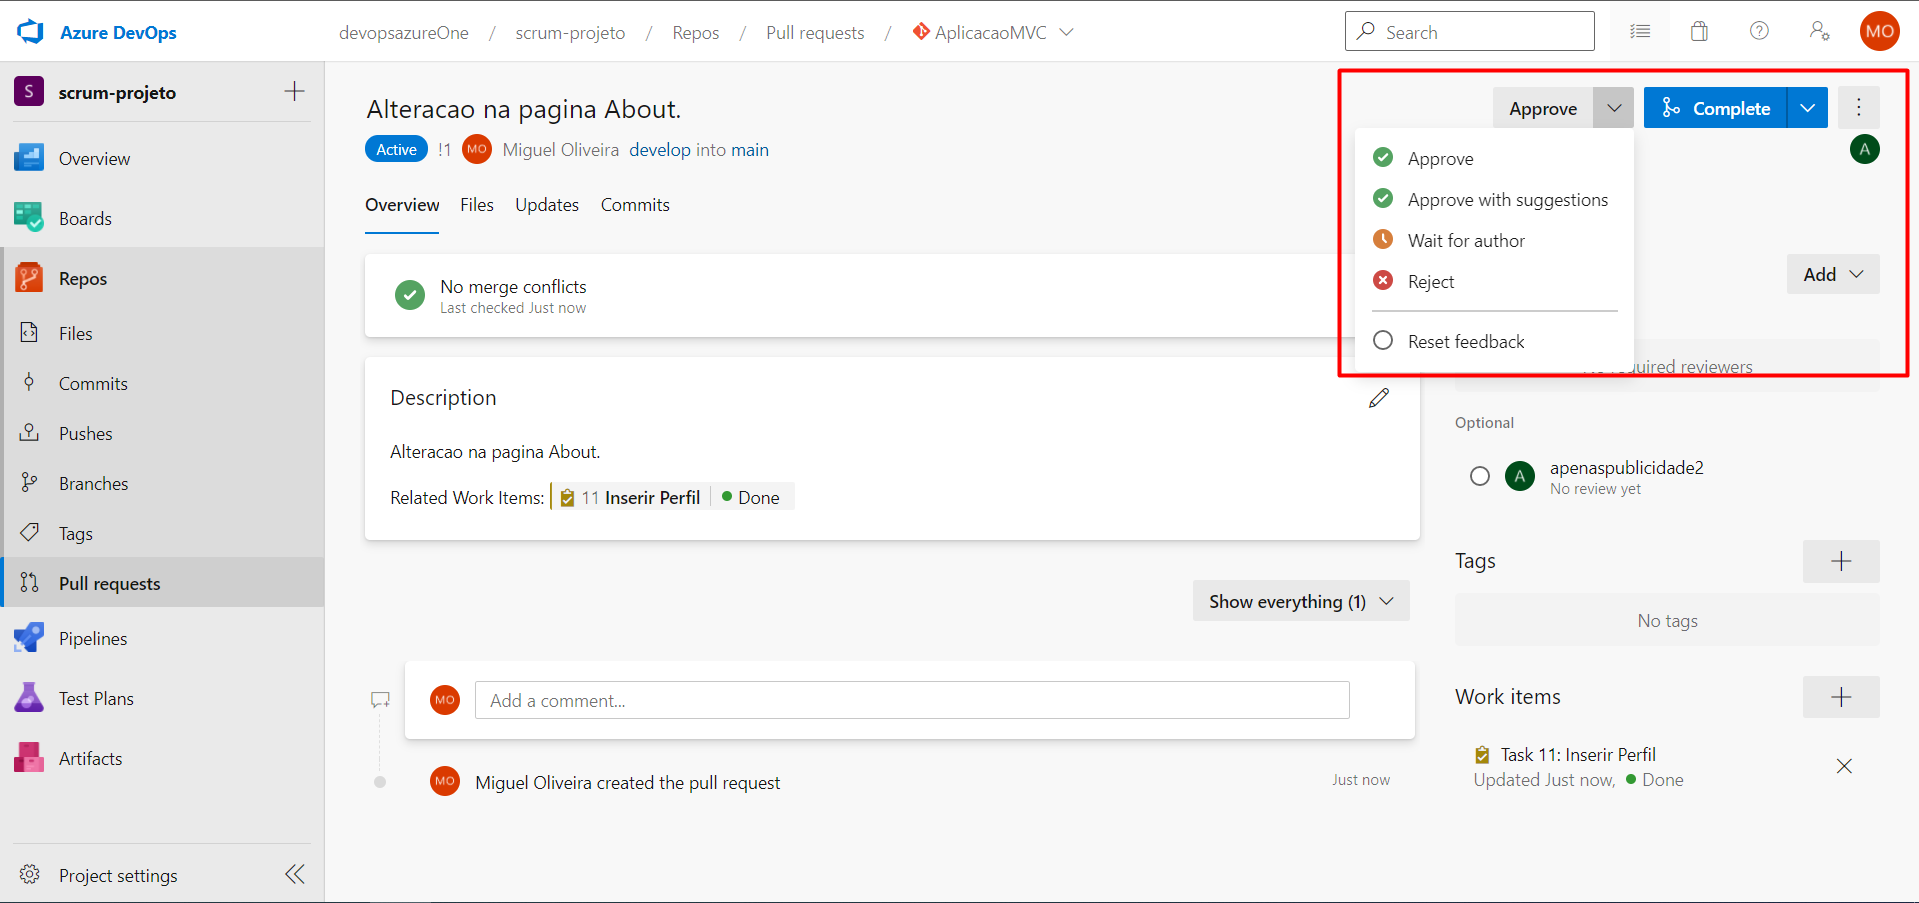 Azure DevOps
devopsazureOne / scrum-projeto / Repos / Pull requests / AplicacaoMVC
Search
MO
S scrum-projeto
Overview
Boards
Repos
Files
Commits
Pushes
Branches
Tags
Pull requests
Pipelines
Test Plans
Artifacts
Project settings
Alteracao na pagina About.
Active !1 MO Miguel Oliveira develop into main
Overview Files Updates Commits
Approve
Complete
A
Approve
Approve with suggestions
Wait for author
Reject
Reset feedback
Add
No merge conflicts
Last checked Just now
Description
Alteracao na pagina About.
Related Work Items: 11 Inserir Perfil Done
Show everything (1)
MO Add a comment...
MO Miguel Oliveira created the pull request Just now
reviewers
Optional
A apenaspublicidade2
No review yet
Tags
No tags
Work items
Task 11: Inserir Perfil
Updated Just now, Done